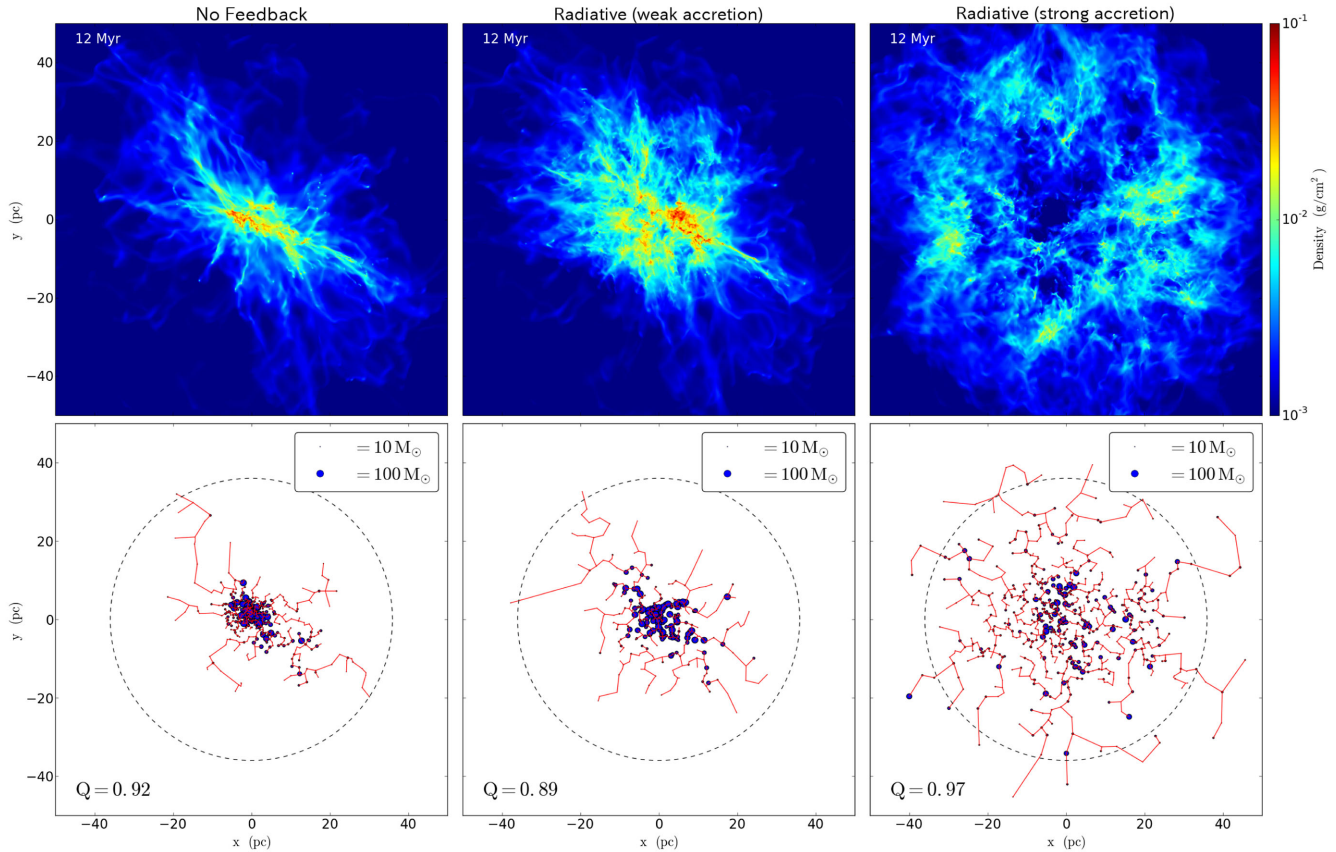 No Feedback
Radiative (weak accretion)
Radiative (strong accretion)
12 Myr
12 Myr
12 Myr
10^-1
10^-2
10^-3
Density (g/cm^2)
40
20
0
−20
−40
y (pc)
= 10 M⊙
= 100 M⊙
= 10 M⊙
= 100 M⊙
= 10 M⊙
= 100 M⊙
40
20
0
−20
−40
y (pc)
Q = 0.92
Q = 0.89
Q = 0.97
−40 −20 0 20 40
−40 −20 0 20 40
−40 −20 0 20 40
x (pc)
x (pc)
x (pc)